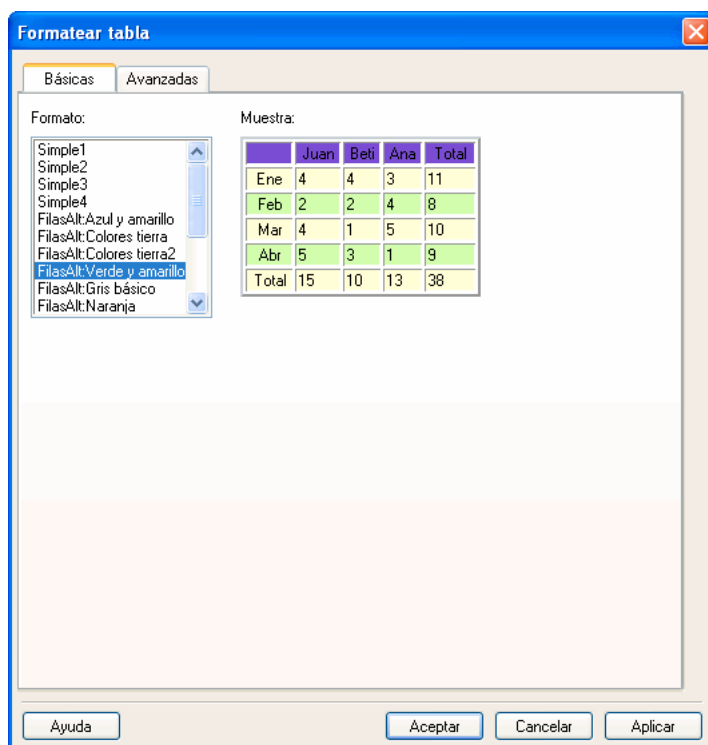 Formatear tabla
Básicas Avanzadas
Formato: Muestra:
Simple1
Simple2
Simple3
Simple4
FilasAlt:Azul y amarillo
FilasAlt:Colores tierra
FilasAlt:Colores tierra2
FilasAlt:Verde y amarillo
FilasAlt:Gris básico
FilasAlt:Naranja
Juan Beti Ana Total
Ene 4 4 3 11
Feb 2 2 4 8
Mar 4 1 5 10
Abr 5 3 1 9
Total 15 10 13 38
Ayuda Aceptar Cancelar Aplicar